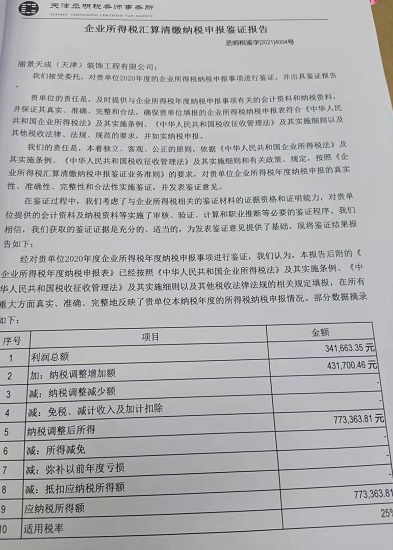 天津丞明税务师事务所
TIANJIN CHENGMING CERTIFIED TAX AGENTS
企业所得税汇算清缴纳税申报鉴证报告
丞明税鉴字[2021]4004号
丽景天成（天津）装饰工程有限公司：
我们接受委托，对贵单位2020年度的企业所得税纳税申报事项进行鉴证，并出具鉴证报告
。
贵单位的责任是，及时提供与企业所得税年度纳税申报事项有关的会计资料和纳税资料，
并保证其真实、准确、完整和合法，确保贵单位填报的企业所得税纳税申报表符合《中华人民
共和国企业所得税法》及其实施条例、《中华人民共和国税收征收管理法》及其实施细则以及
其他税收法律、法规、规范的要求，并如实纳税申报。
我们的责任是，本着独立、客观、公正的原则，依据《中华人民共和国企业所得税法》及
其实施条例、《中华人民共和国税收征收管理法》及其实施细则和有关政策、规定，按照《企
业所得税汇算清缴纳税申报鉴证业务准则》的要求，对贵单位企业所得税年度纳税申报的真实
性、准确性、完整性和合法性实施鉴证，并发表鉴证意见。
在鉴证过程中，我们考虑了与企业所得税相关的鉴证材料的证据资格和证明能力，对贵单
位提供的会计资料及纳税资料等实施了审核、验证、计算和职业推断等必要的鉴证程序。我们
相信，我们获取的鉴证证据是充分的、适当的，为发表鉴证意见提供了基础。现将鉴证结果报
告如下：
经对贵单位2020年度企业所得税年度纳税申报事项进行鉴证，我们认为，本报告后附的《
企业所得税年度纳税申报表》已经按照《中华人民共和国企业所得税法》及其实施条例、《中
华人民共和国税收征收管理法》及其实施细则以及其他税收法律法规的相关规定填报，在所有
重大方面真实、准确、完整地反映了贵单位本纳税年度的所得税纳税申报情况。部分数据摘录
如下：
序号 项目 金额
1 利润总额 341,663.35 元
2 加：纳税调整增加额 431,700.46 元
3 减：纳税调整减少额 -
4 减：免税、减计收入及加计扣除 -
5 纳税调整后所得 773,363.81 元
6 减：所得减免 -
7 减：弥补以前年度亏损 -
8 减：抵扣应纳税所得额 -
9 应纳税所得额 773,363.81
10 适用税率 25%